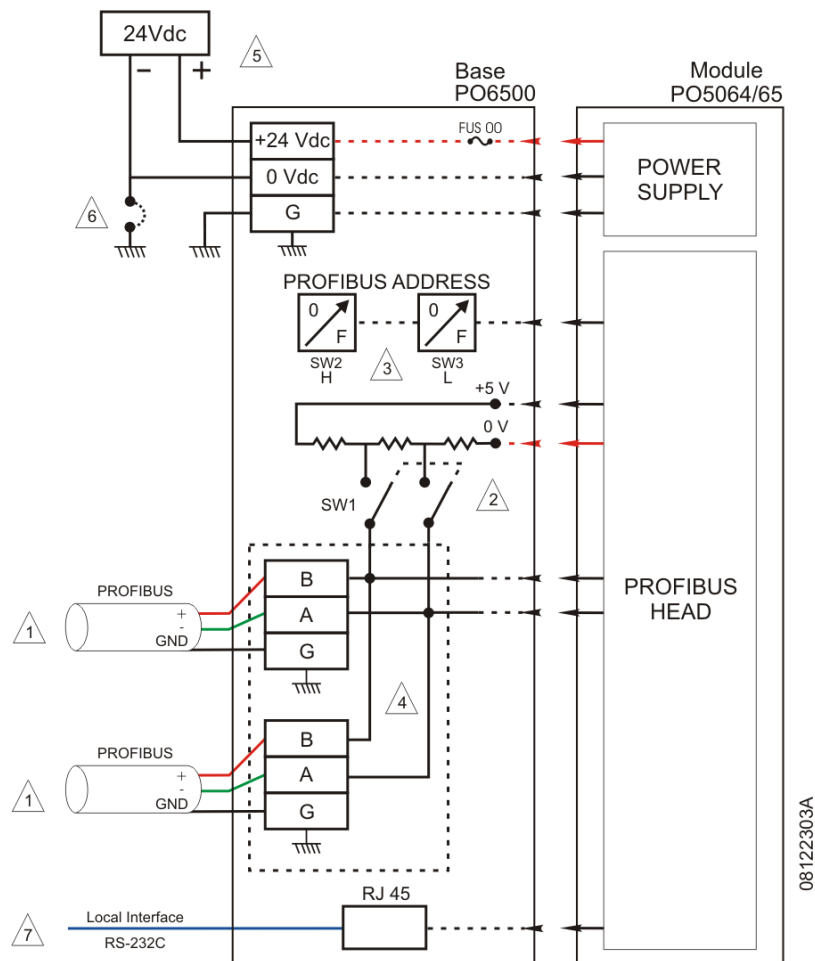 24Vdc
- +
5
Base
PO6500
Module
PO5064/65
+24 Vdc
FUS 00
0 Vdc
G
6
POWER
SUPPLY
PROFIBUS ADDRESS
0
F
0
F
SW2
H
3
SW3
L
+5 V
0 V
SW1
2
PROFIBUS
+
-
GND
1
B
A
G
PROFIBUS
HEAD
4
PROFIBUS
+
-
GND
1
B
A
G
RJ 45
Local Interface
RS-232C
7
08122303A